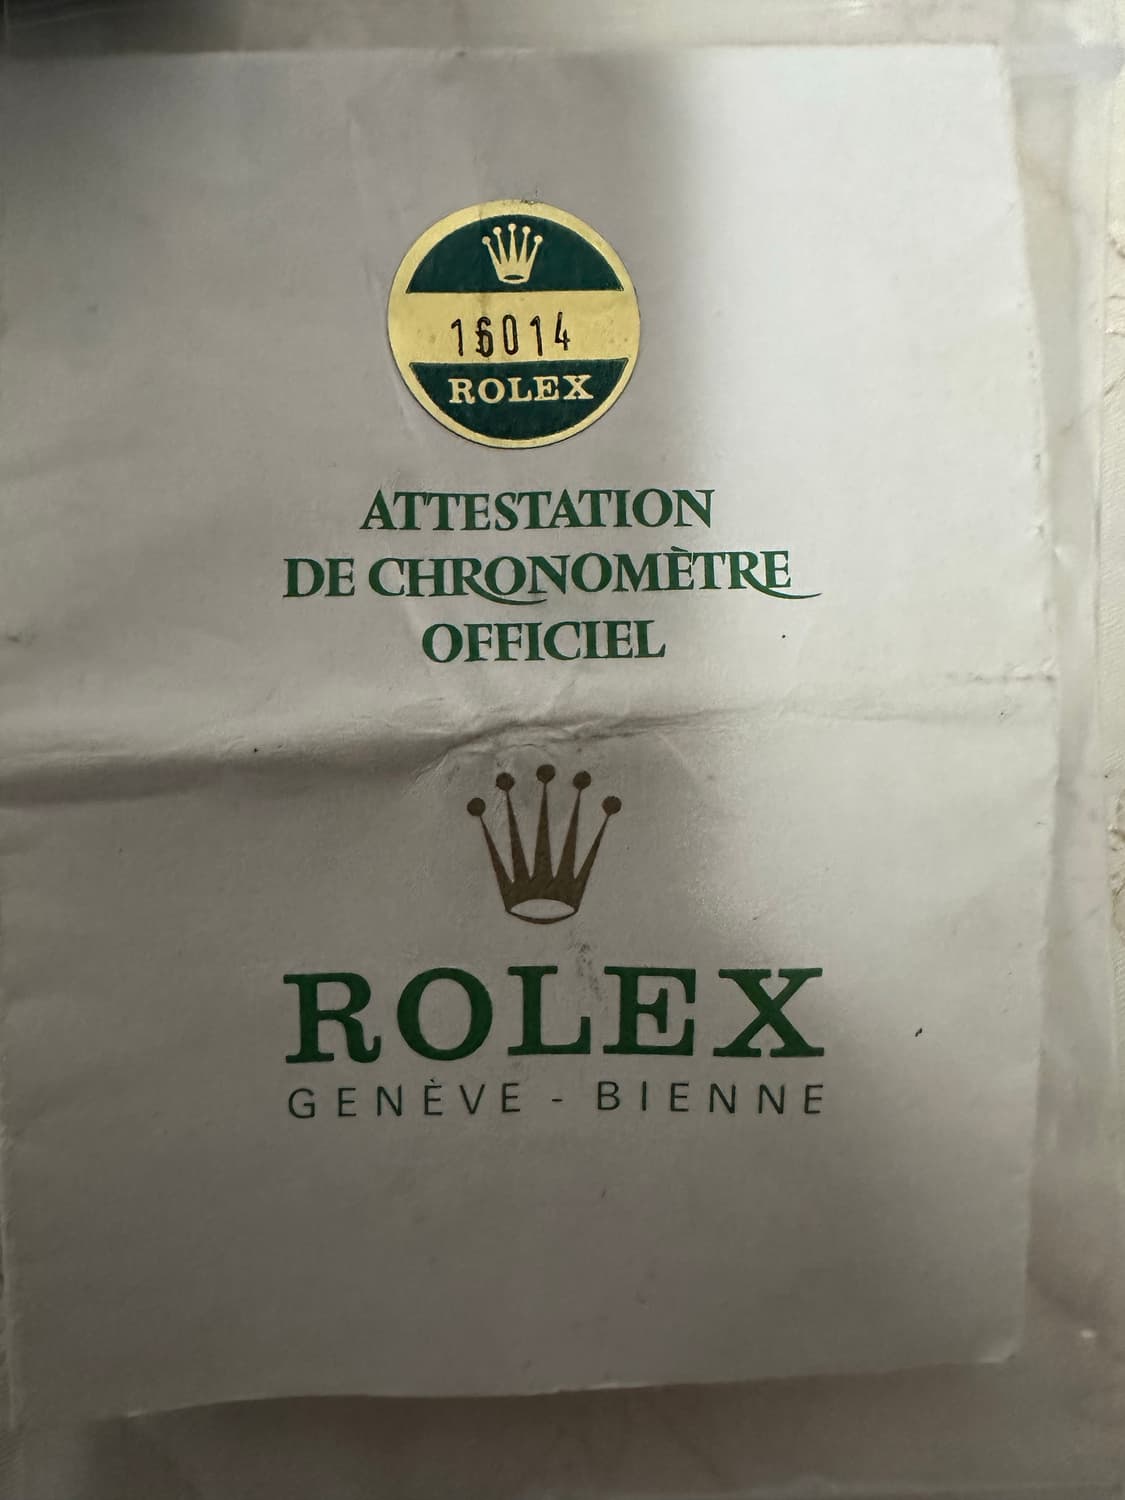 16014
ROLEX
ATTESTATION
DE CHRONOMÈTRE
OFFICIEL
ROLEX
GENÈVE - BIENNE